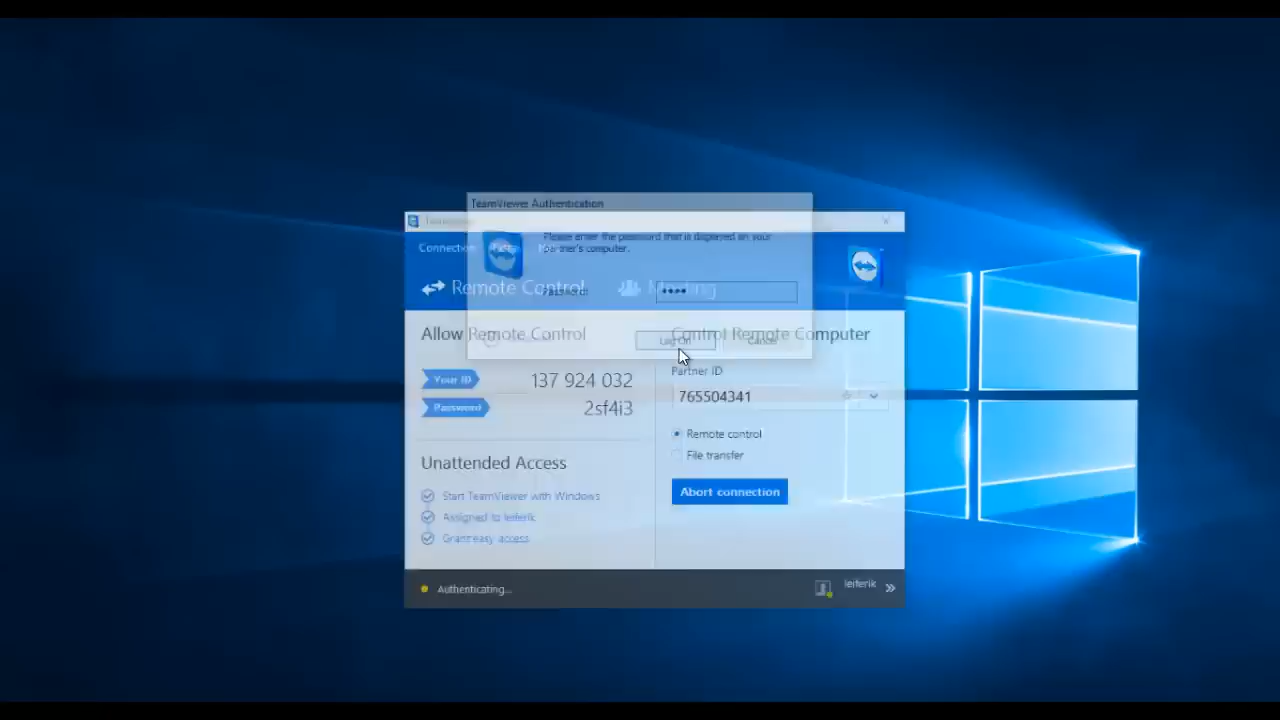 TeamViewer Authentication
Please enter the password that is displayed on your
partner's computer.
Connection
Password: ••••
Remote Control
Log On
Cancel
Allow Remote Control
Your ID 137 924 032
Password 2sf4i3
Unattended Access
Start TeamViewer with Windows
Assigned to leiferik
Grant easy access
Control Remote Computer
Partner ID
765504341
Remote control
File transfer
Abort connection
Authenticating...
leiferik